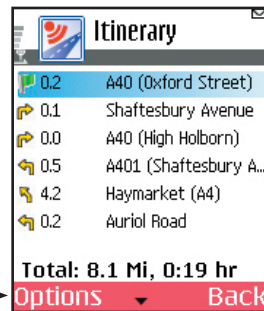 Itinerary
0.2 A40 (Oxford Street)
0.1 Shaftesbury Avenue
0.0 A40 (High Holborn)
0.5 A401 (Shaftesbury A...
4.2 Haymarket (A4)
0.2 Auriol Road
Total: 8.1 Mi, 0:19 hr
Options Back